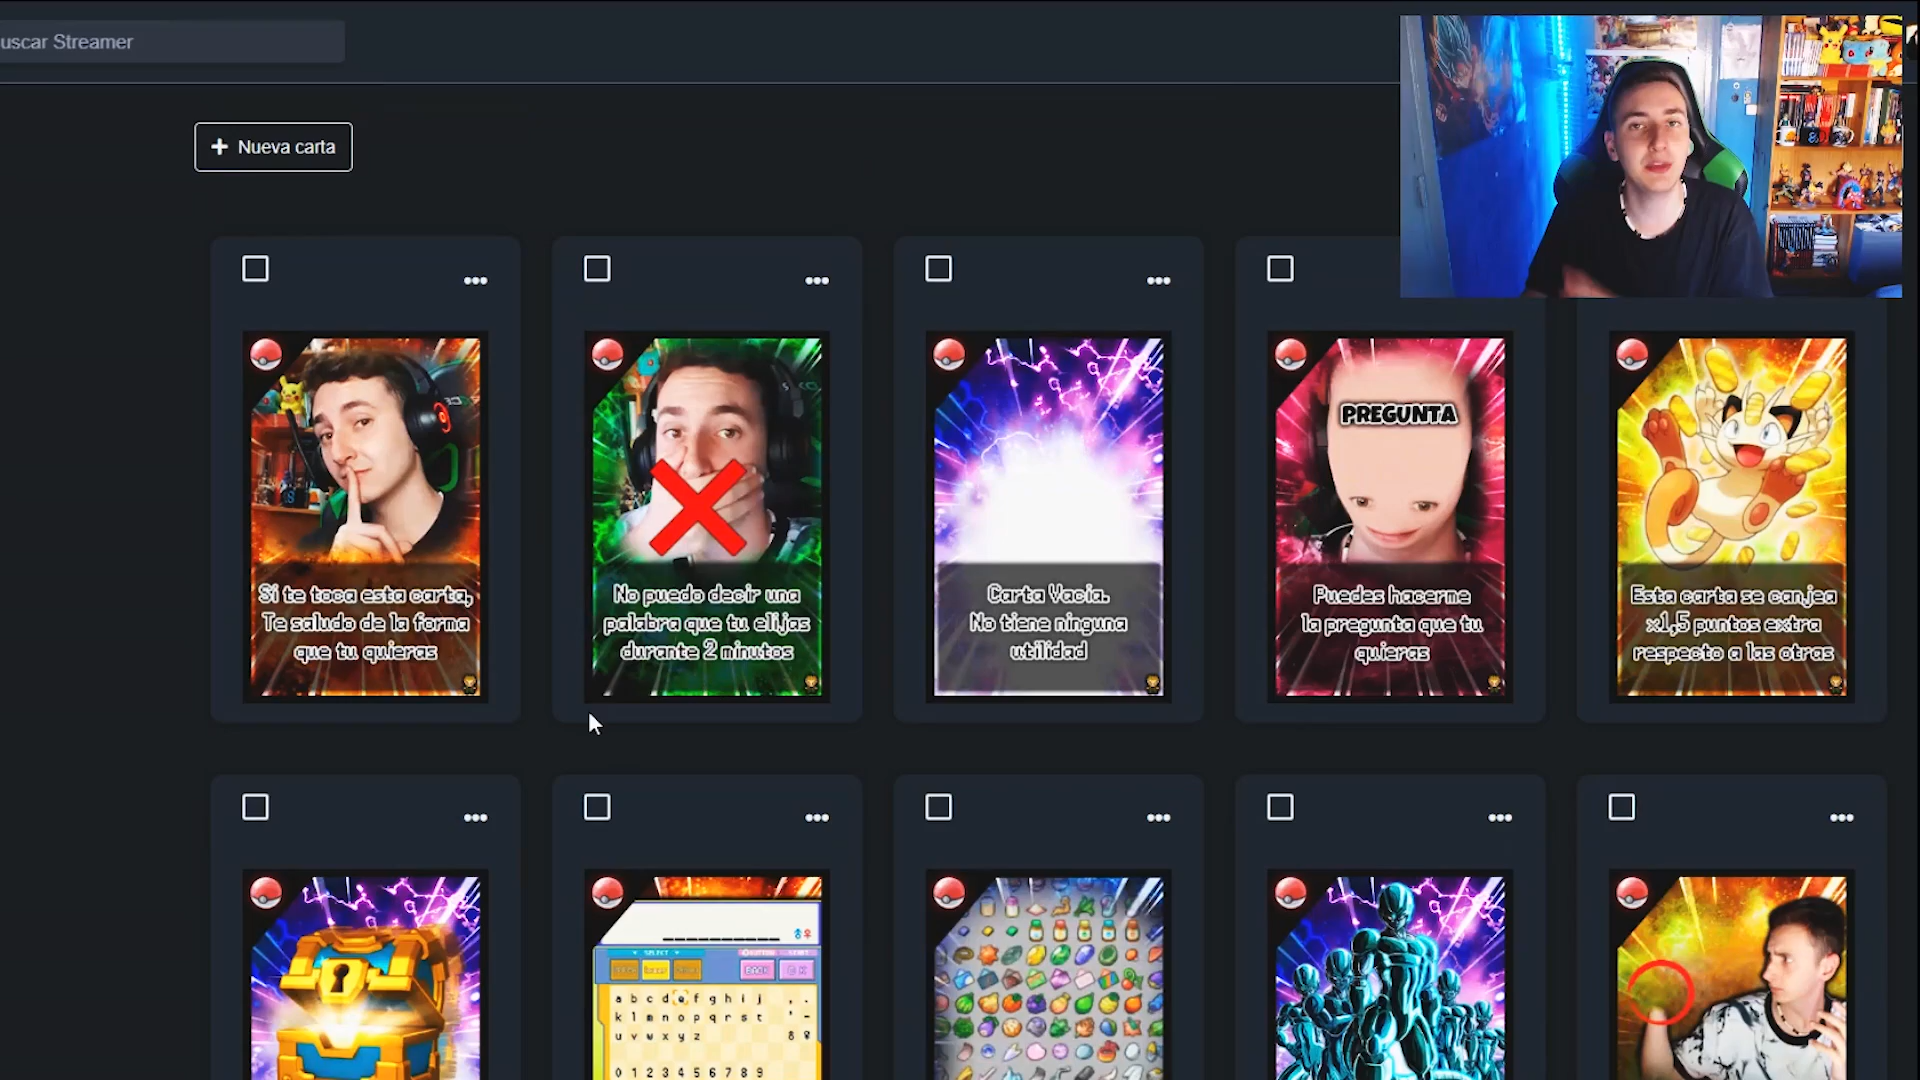 uscar Streamer
+ Nueva carta
Si te toca esta carta,
Te saludo de la forma
que tu quieras
No puedo decir una
palabra que tu elijas
durante 2 minutos
Carta Vacia.
No tiene ninguna
utilidad
PREGUNTA
Puedes hacerme
la pregunta que tu
quieras
Esta carta se canjea
x1,5 puntos extra
respecto a las otras
SELECT
BACK
OK
a b c d e f g h i j , .
k l m n o p q r s t ' -
u v w x y z
0 1 2 3 4 5 6 7 8 9